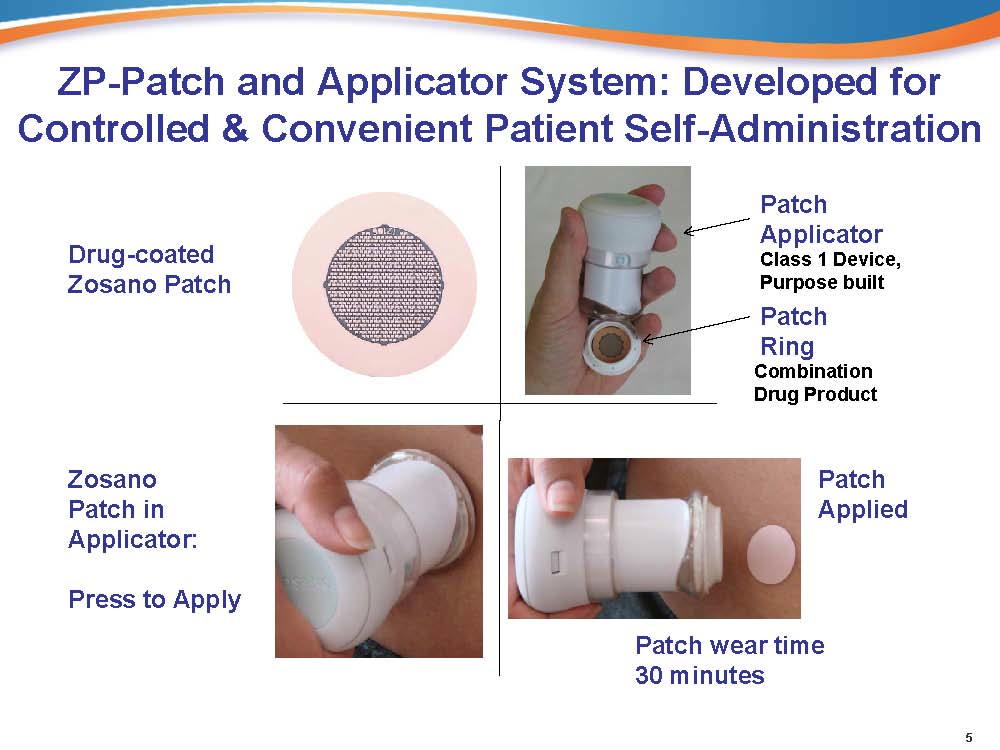 ZP-Patch and Applicator System: Developed for
Controlled & Convenient Patient Self-Administration
Drug-coated
Zosano Patch
Patch
Applicator
Class 1 Device,
Purpose built
Patch
Ring
Combination
Drug Product
Zosano
Patch in
Applicator:
Press to Apply
Patch
Applied
Patch wear time
30 minutes
5